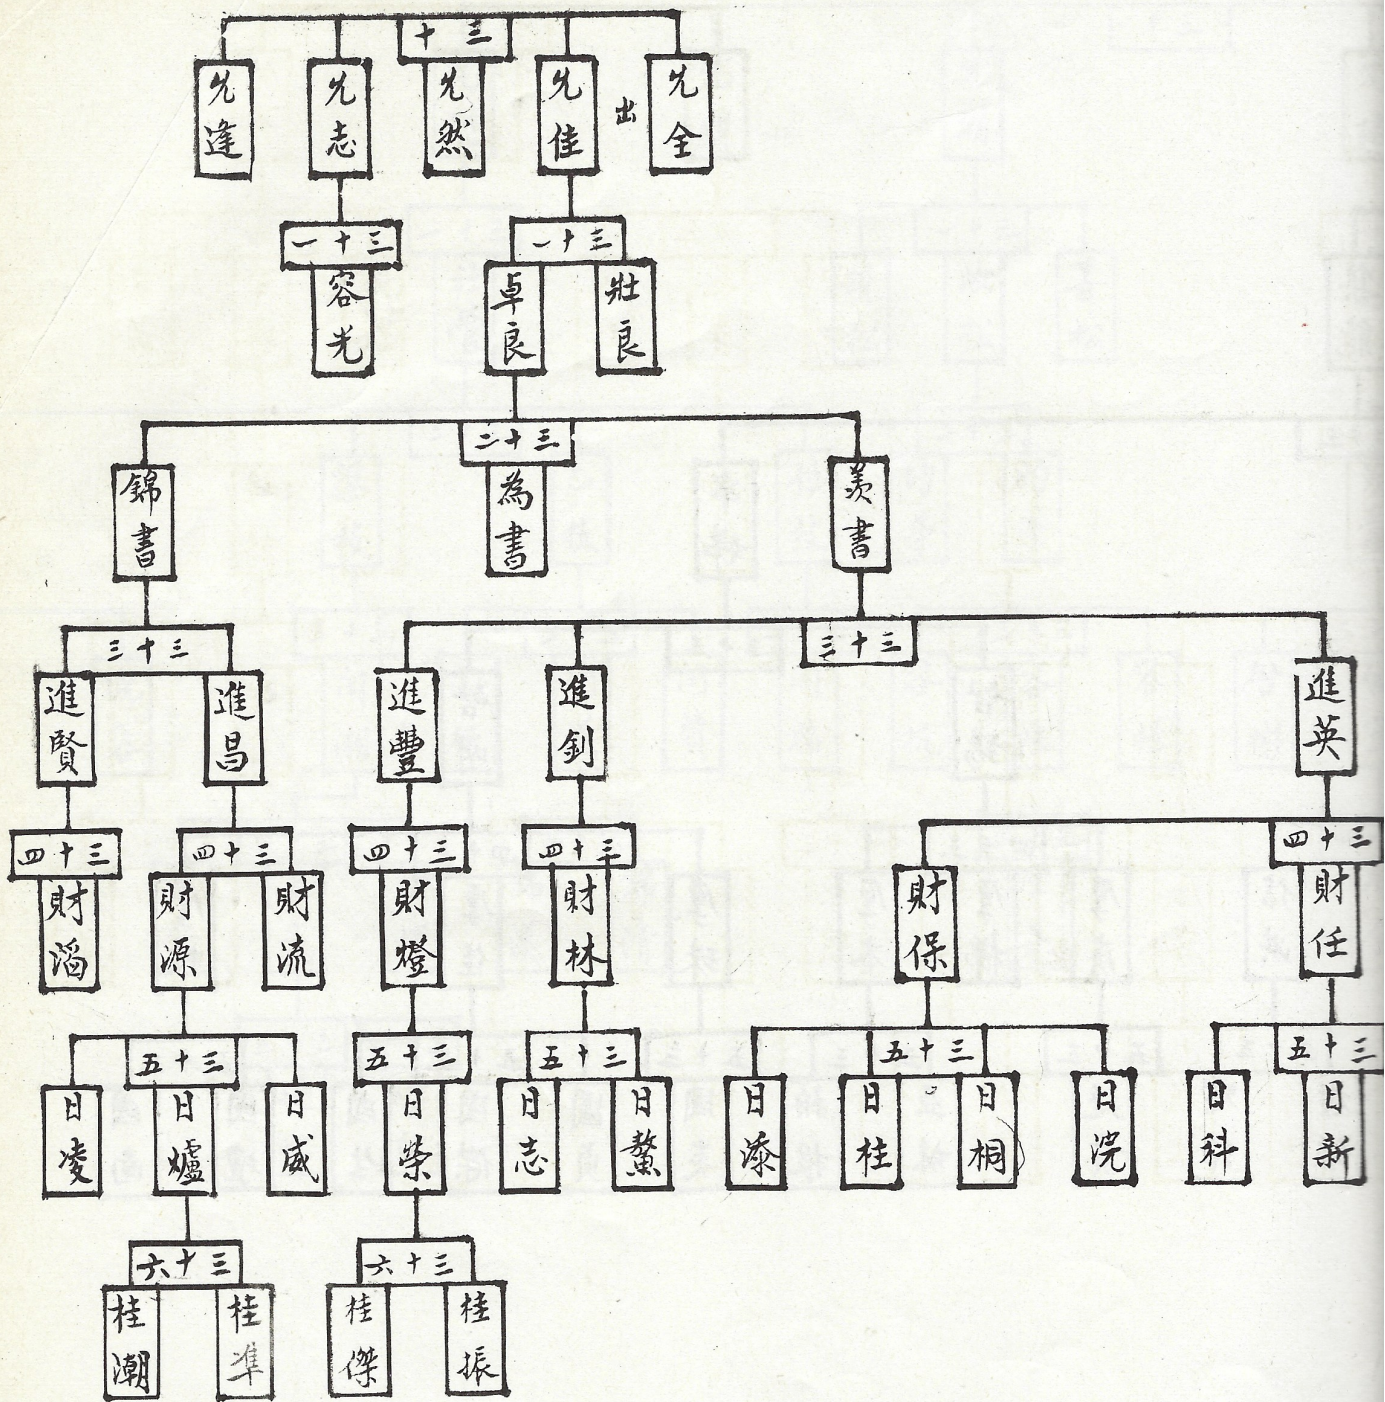 三十
先全
出
先佳
先然
先志
先逢
三十一
三十一
壯良
卓良
容光
三十二
羨書
為書
錦書
三十三
三十三
進英
進釗
進豐
進昌
進賢
三十四
三十四
三十四
三十四
三十四
財任
財保
財林
財燈
財流
財源
財滔
三十五
三十五
三十五
三十五
三十五
日新
日科
日浣
日桐
日桂
日添
日鰲
日志
日榮
日威
日爐
日凌
三十六
三十六
桂振
桂傑
桂準
桂潮